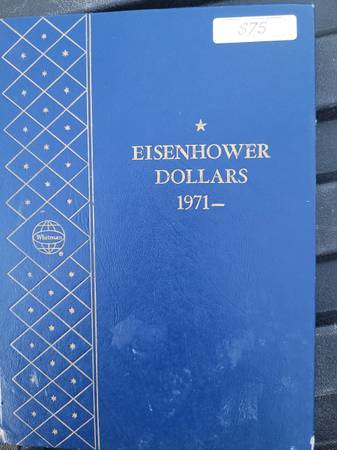 $75
EISENHOWER
DOLLARS
1971–
Whitman
®